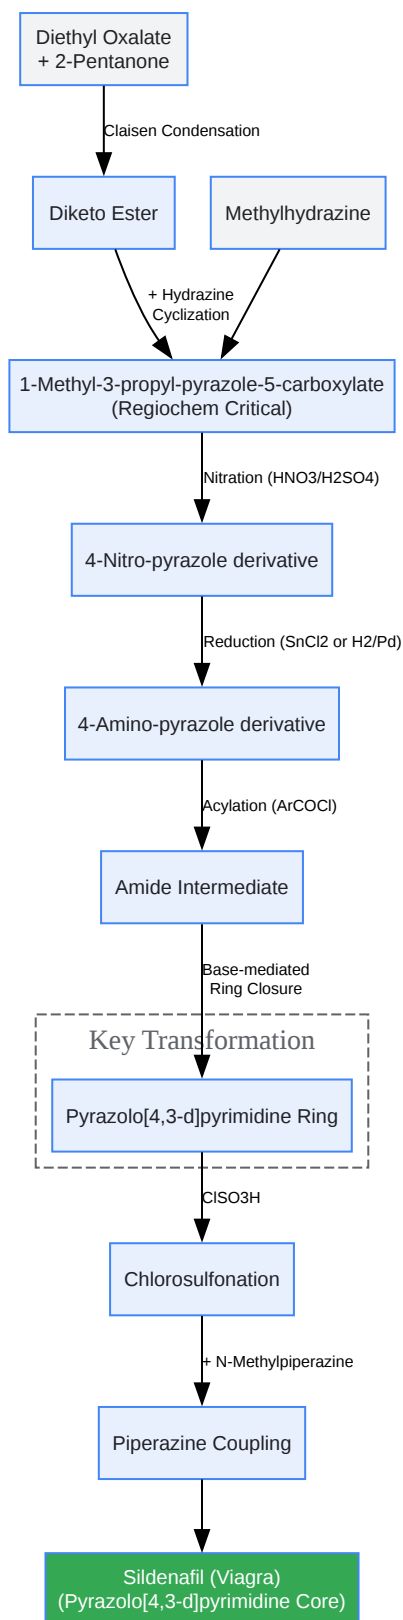 Diethyl Oxalate
+ 2-Pentanone
Claisen Condensation
Diketo Ester
Methylhydrazine
+ Hydrazine
Cyclization
1-Methyl-3-propyl-pyrazole-5-carboxylate
(Regiochem Critical)
Nitration (HNO3/H2SO4)
4-Nitro-pyrazole derivative
Reduction (SnCl2 or H2/Pd)
4-Amino-pyrazole derivative
Acylation (ArCOCl)
Amide Intermediate
Base-mediated
Ring Closure
Key Transformation
Pyrazolo[4,3-d]pyrimidine Ring
ClSO3H
Chlorosulfonation
+ N-Methylpiperazine
Piperazine Coupling
Sildenafil (Viagra)
(Pyrazolo[4,3-d]pyrimidine Core)